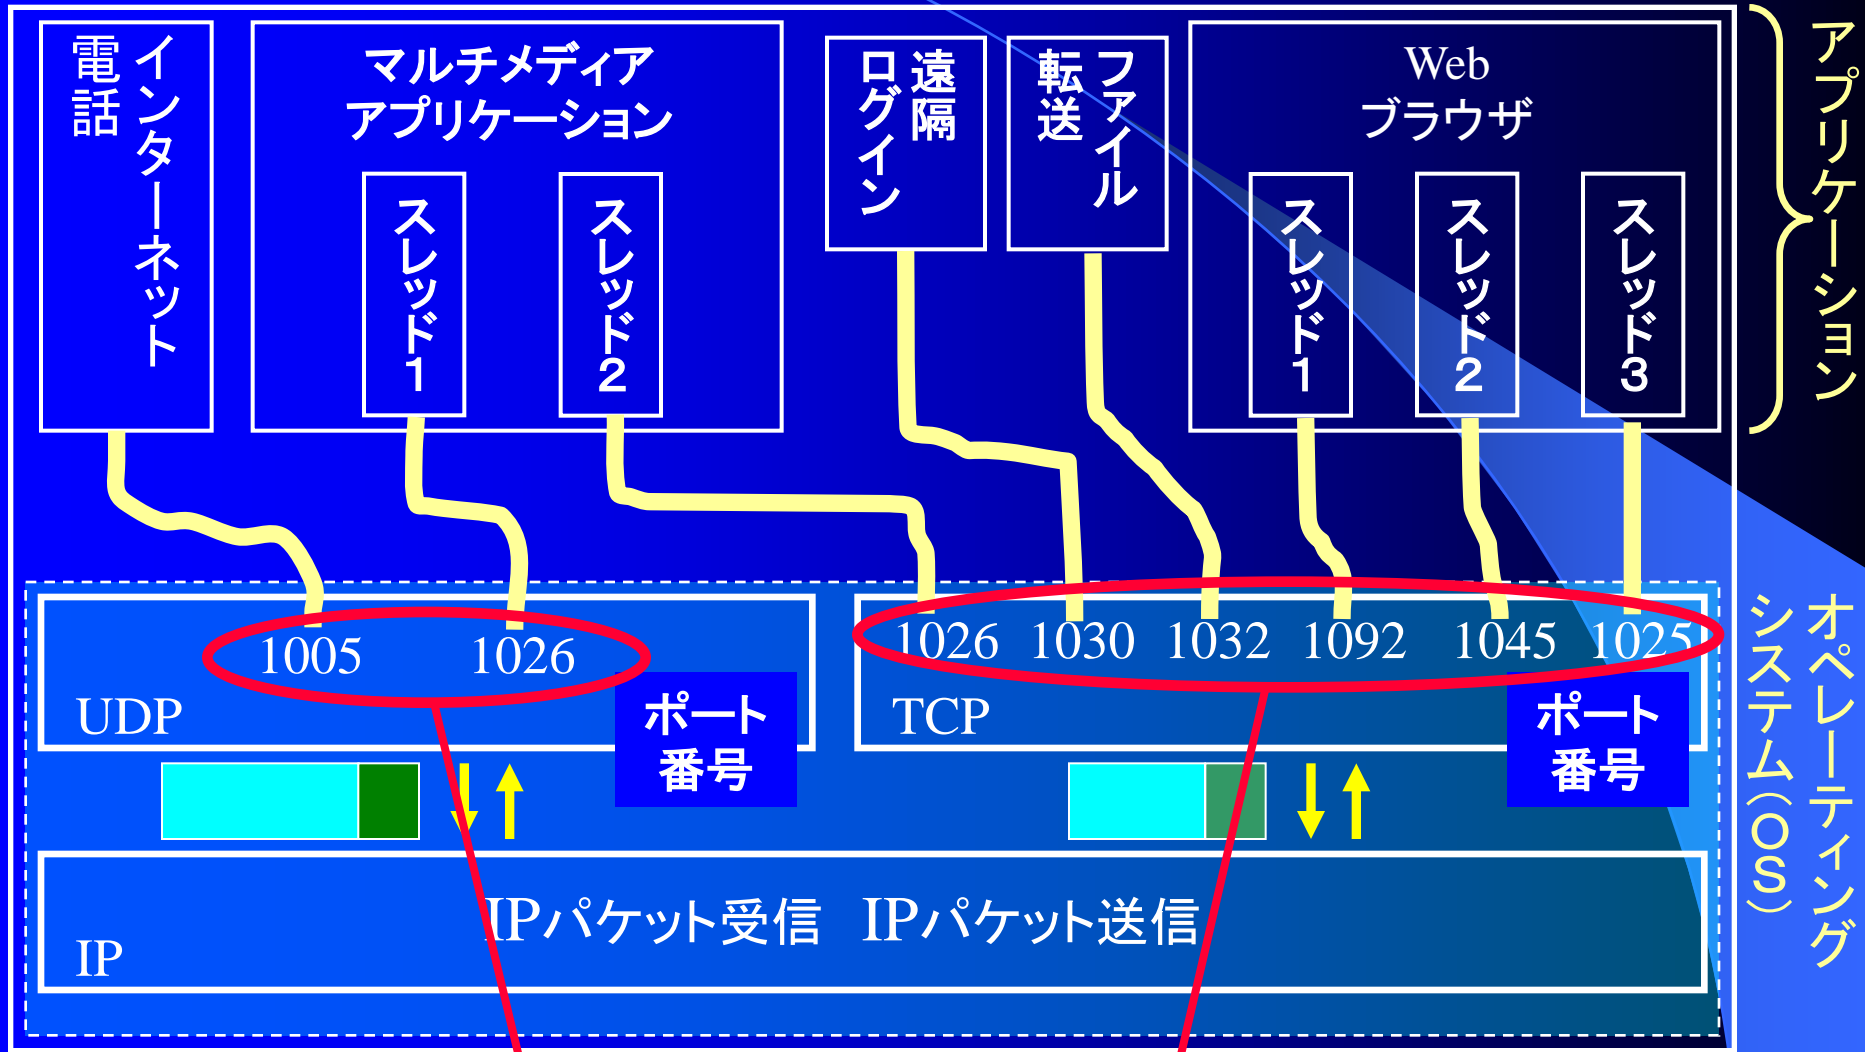 インターネット
電話
マルチメディア
アプリケーション
スレッド1
スレッド2
遠隔
ログイン
ファイル
転送
Web
ブラウザ
スレッド1
スレッド2
スレッド3
アプリケーション
1005 1026
UDP
ポート
番号
1026 1030 1032 1092 1045 1025
TCP
ポート
番号
オペレーティング
システム(OS)
IPパケット受信 IPパケット送信
IP